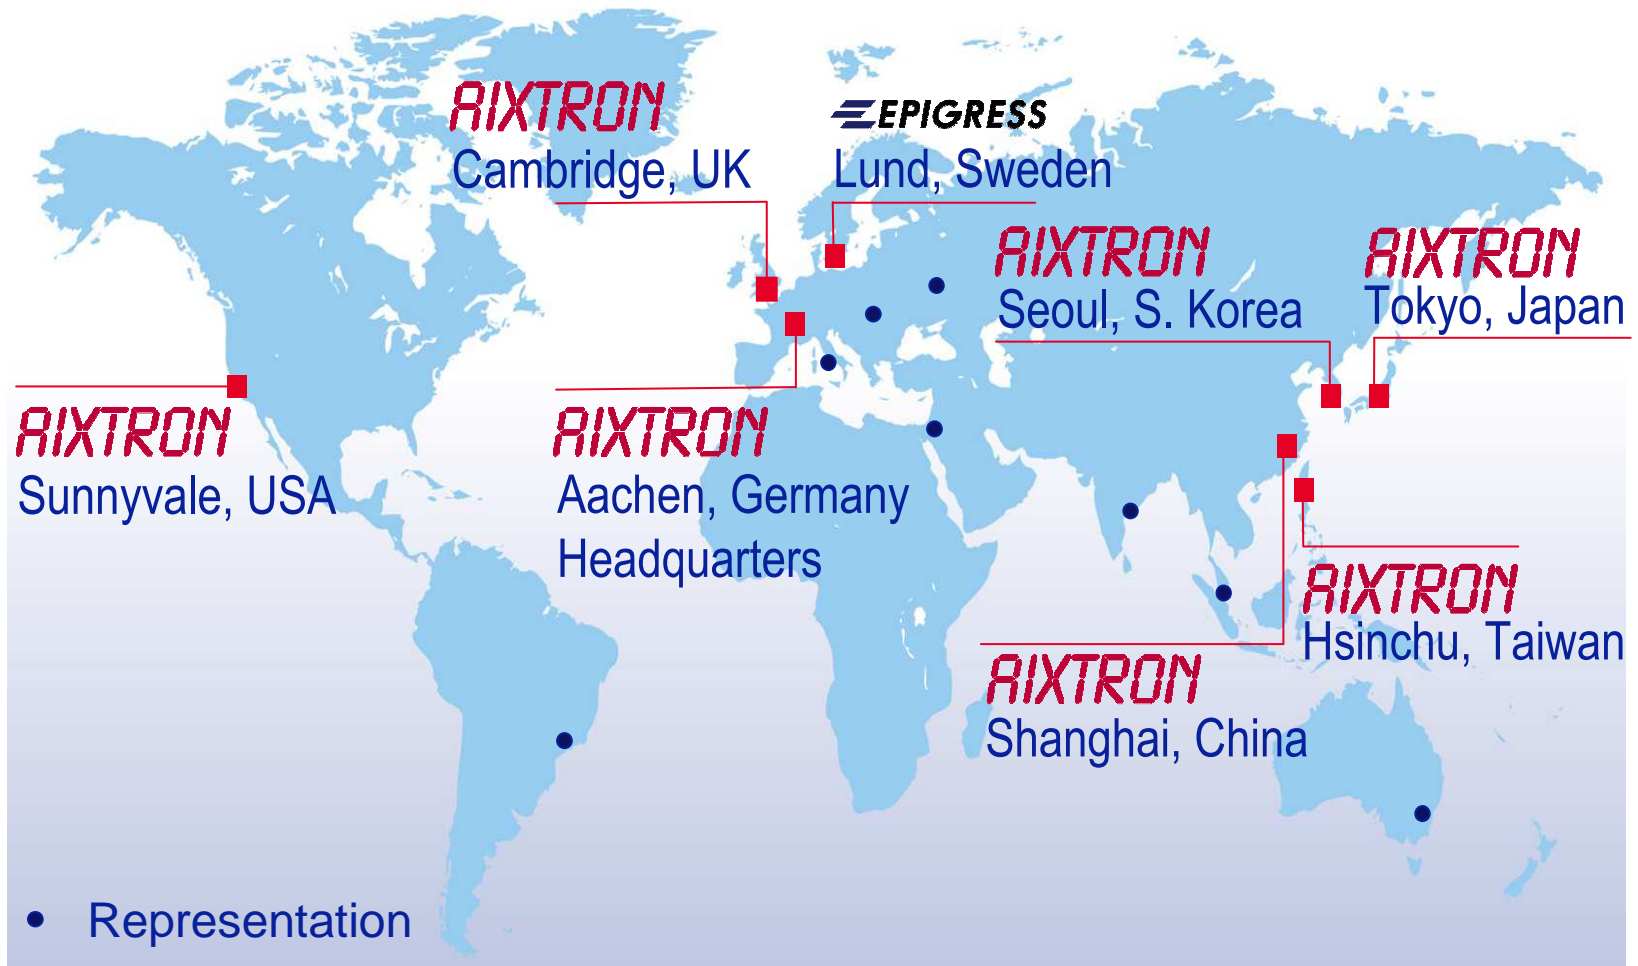 AIXTRON
Cambridge, UK
EPIGRESS
Lund, Sweden
AIXTRON
Seoul, S. Korea
AIXTRON
Tokyo, Japan
AIXTRON
Sunnyvale, USA
AIXTRON
Aachen, Germany
Headquarters
AIXTRON
Hsinchu, Taiwan
AIXTRON
Shanghai, China
• Representation